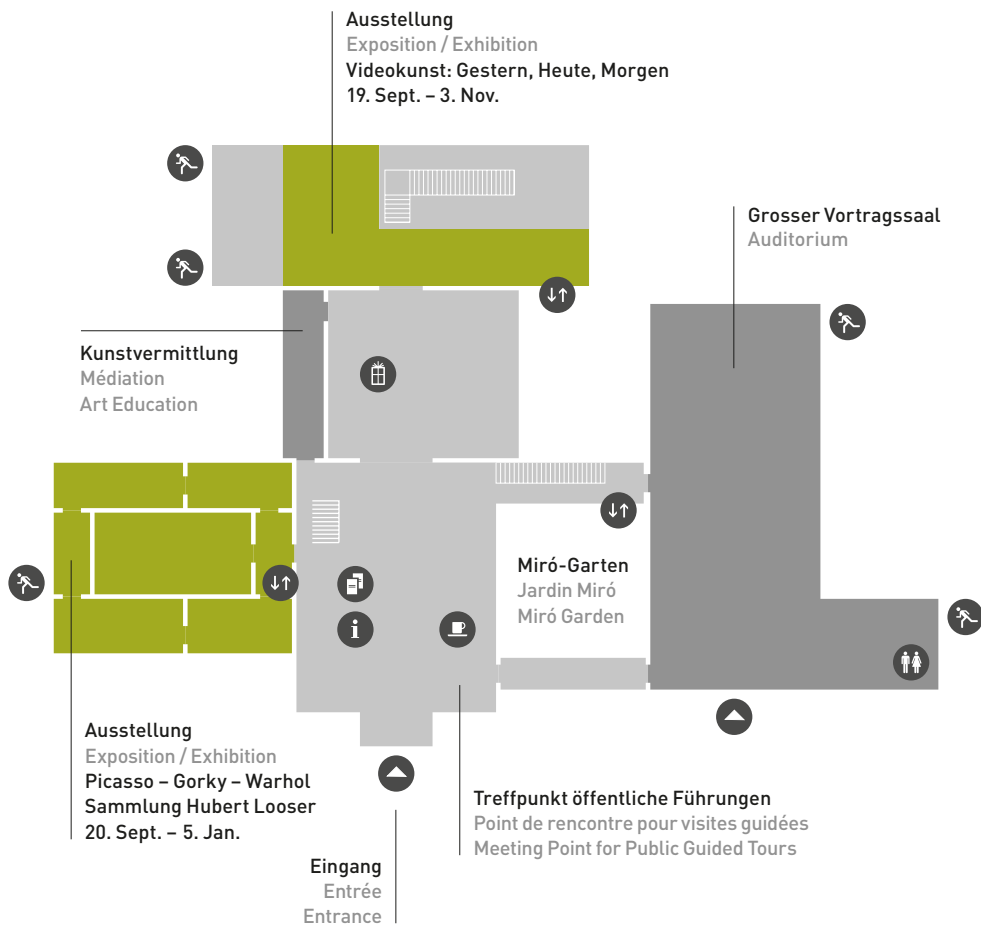 Ausstellung
Exposition / Exhibition
Videokunst: Gestern, Heute, Morgen
19. Sept. – 3. Nov.
Grosser Vortragssaal
Auditorium
Kunstvermittlung
Médiation
Art Education
Miró-Garten
Jardin Miró
Miró Garden
Ausstellung
Exposition / Exhibition
Picasso – Gorky – Warhol
Sammlung Hubert Looser
20. Sept. – 5. Jan.
Treffpunkt öffentliche Führungen
Point de rencontre pour visites guidées
Meeting Point for Public Guided Tours
Eingang
Entrée
Entrance